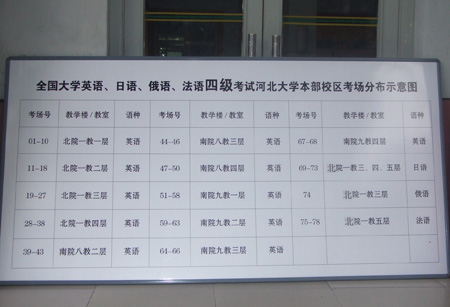 全国大学英语、日语、俄语、法语四级考试河北大学本部校区考场分布示意图
考场号 教学楼/教室 语种 考场号 教学楼/教室 语种 考场号 教学楼/教室 语种
01-10 北院一教一层 英语 44-46 南院八教三层 英语 67-68 南院九教四层 英语
11-18 北院一教二层 英语 47-50 南院八教四层 英语 69-73 北院一教三、四、五层 日语
19-27 北院一教三层 英语 51-58 南院九教一层 英语 74 北院一教三层 俄语
28-38 北院一教四层 英语 59-63 南院九教二层 英语 75-78 北院一教五层 法语
39-43 南院八教二层 英语 64-66 南院九教三层 英语